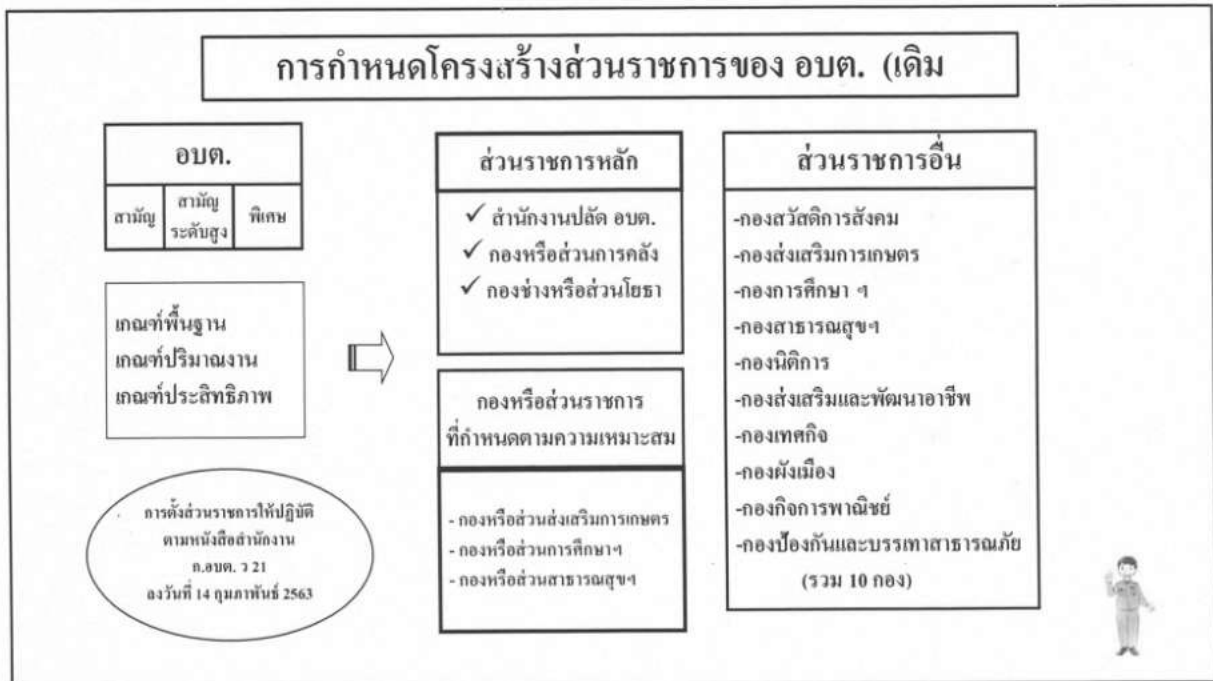 การกำหนดโครงสร้างส่วนราชการของ อบต. (เดิม
อบต.
สามัญ
สามัญ
ระดับสูง
พิเศษ
เกณฑ์พื้นฐาน
เกณฑ์ปริมาณงาน
เกณฑ์ประสิทธิภาพ
การตั้งส่วนราชการให้ปฏิบัติ
ตามหนังสือสำนักงาน
ก.อบต. ว 21
ลงวันที่ 14 กุมภาพันธ์ 2563
ส่วนราชการหลัก
✓ สำนักงานปลัด อบต.
✓ กองหรือส่วนการคลัง
✓ กองช่างหรือส่วนโยธา
กองหรือส่วนราชการ
ที่กำหนดตามความเหมาะสม
- กองหรือส่วนส่งเสริมการเกษตร
- กองหรือส่วนการศึกษาฯ
- กองหรือส่วนสาธารณสุขฯ
ส่วนราชการอื่น
-กองสวัสดิการสังคม
-กองส่งเสริมการเกษตร
-กองการศึกษา ฯ
-กองสาธารณสุขฯ
-กองนิติการ
-กองส่งเสริมและพัฒนาอาชีพ
-กองเทศกิจ
-กองผังเมือง
-กองกิจการพาณิชย์
-กองป้องกันและบรรเทาสาธารณภัย
(รวม 10 กอง)